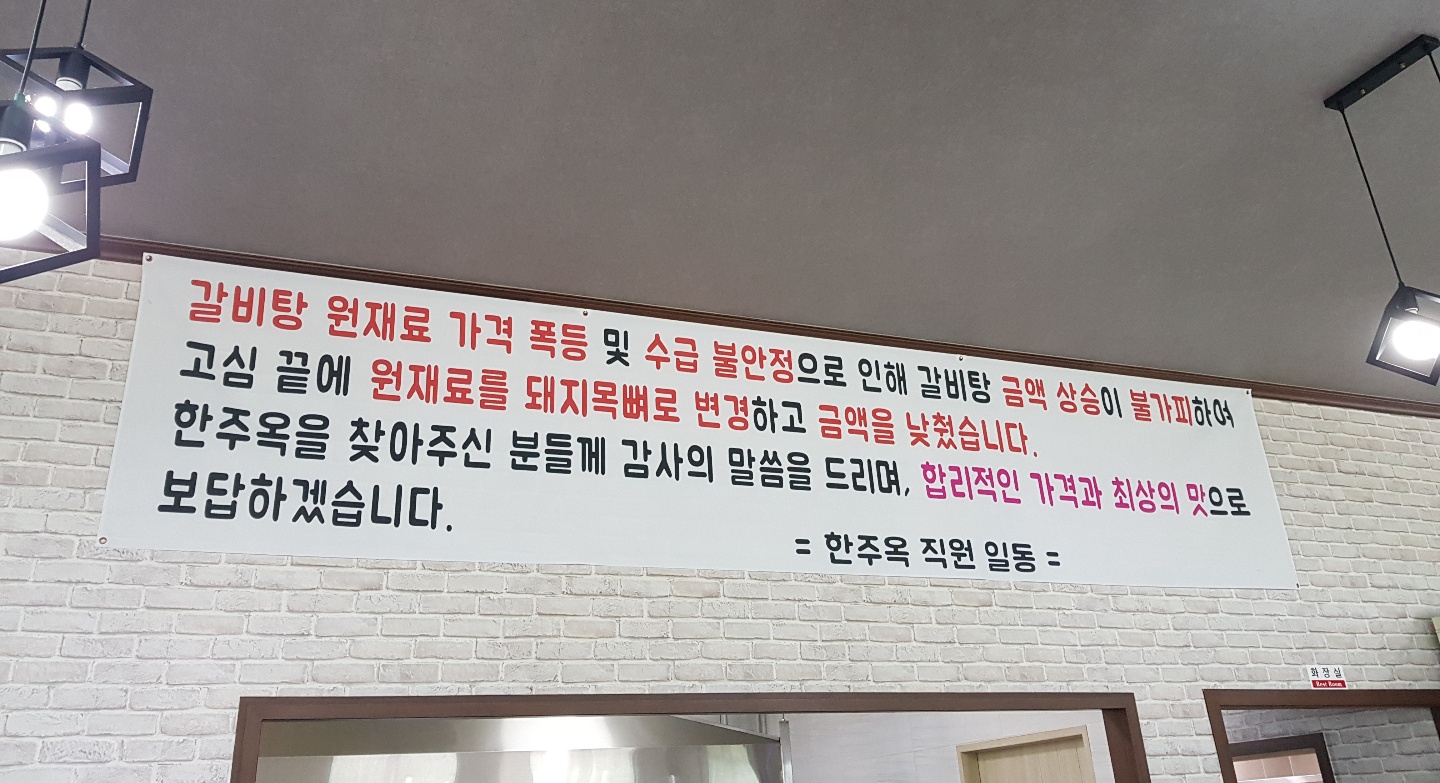 갈비탕 원재료 가격 폭등 및 수급 불안정으로 인해 갈비탕 금액 상승이 불가피하여
고심 끝에 원재료를 돼지목뼈로 변경하고 금액을 낮췄습니다.
한주옥을 찾아주신 분들께 감사의 말씀을 드리며, 합리적인 가격과 최상의 맛으로
보답하겠습니다.
= 한주옥 직원 일동 =
화장실
Rest Room